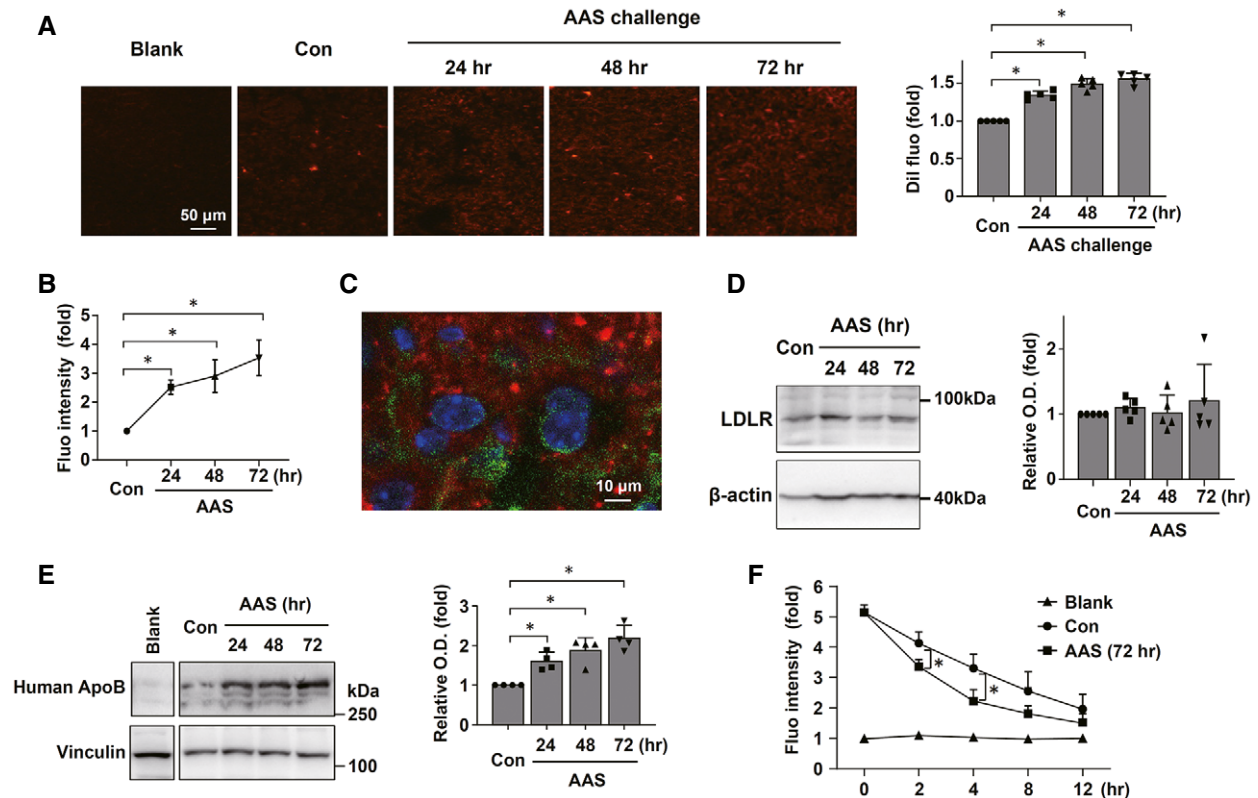 A
Blank
Con
AAS challenge
24 hr
48 hr
72 hr
50 µm
Dil fluo (fold)
1.5
1.0
0.5
0
*
*
*
Con
24
48
72 (hr)
AAS challenge
B
Fluo intensity (fold)
5
4
3
2
1
0
*
*
*
Con
24
48
72 (hr)
AAS
C
10 µm
D
AAS (hr)
Con
24
48
72
LDLR
100kDa
β-actin
40kDa
Relative O.D. (fold)
2
1
0
Con
24
48
72 (hr)
AAS
E
Blank
AAS (hr)
Con
24
48
72
Human ApoB
kDa
250
Vinculin
100
Relative O.D. (fold)
3
2
1
0
*
*
*
Con
24
48
72 (hr)
AAS
F
Fluo intensity (fold)
6
5
4
3
2
1
0
Blank
Con
AAS (72 hr)
*
*
0
2
4
8
12 (hr)